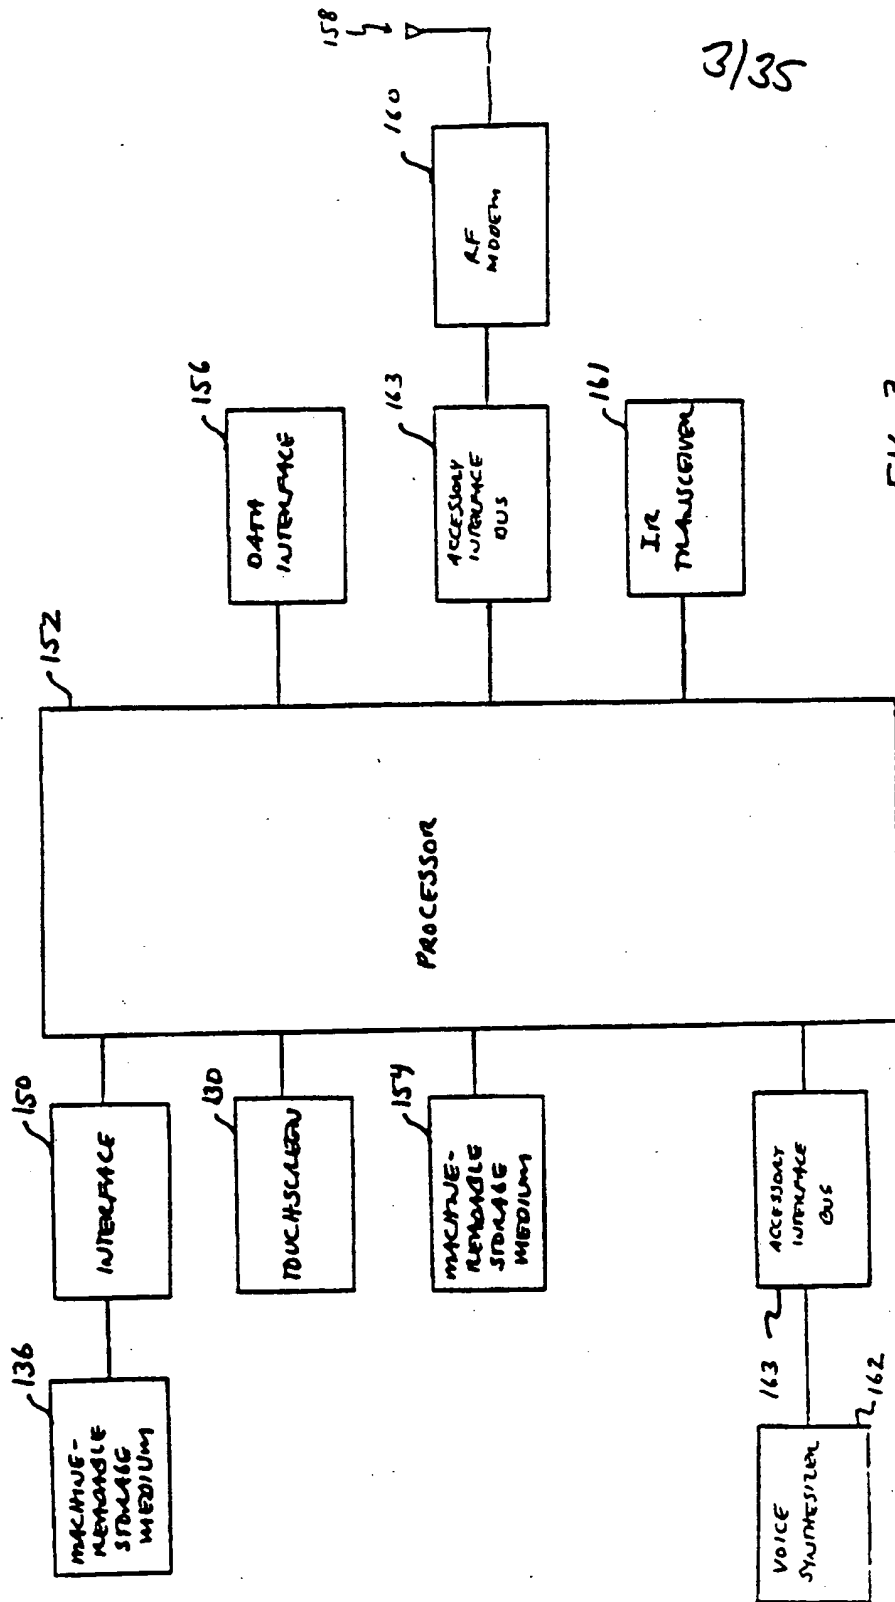 3/35
158
160
RF
MODEM
156
DATA
INTERFACE
163
ACCESSORY
INTERFACE
BUS
161
IR
TRANSCEIVER
152
PROCESSOR
150
INTERFACE
130
TOUCHSCREEN
154
MACHINE-
READABLE
STORAGE
MEDIUM
ACCESSORY
INTERFACE
BUS
163
136
MACHINE-
READABLE
STORAGE
MEDIUM
VOICE
SYNTHESIZER
162